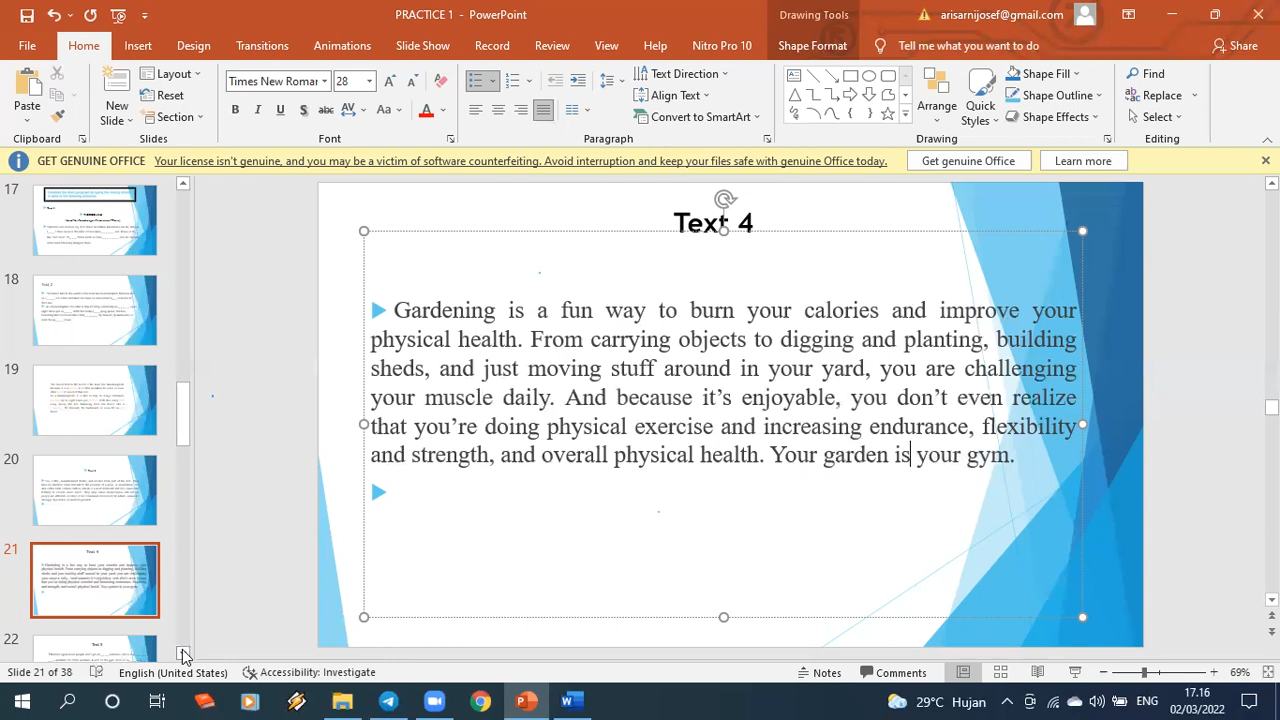 PRACTICE 1 - PowerPoint
Drawing Tools
arisarnijosef@gmail.com
File Home Insert Design Transitions Animations Slide Show Record Review View Help Nitro Pro 10 Shape Format Tell me what you want to do Share
Paste
Clipboard
New Slide
Layout
Reset
Section
Slides
Times New Romar 28
B I U S abc AV Aa A
Font
Text Direction
Align Text
Convert to SmartArt
Paragraph
Arrange
Quick Styles
Shape Fill
Shape Outline
Shape Effects
Drawing
Find
Replace
Select
Editing
GET GENUINE OFFICE Your license isn't genuine, and you may be a victim of software counterfeiting. Avoid interruption and keep your files safe with genuine Office today. Get genuine Office Learn more
17
18
19
20
21
22
Text 4
Gardening is a fun way to burn your calories and improve your
physical health. From carrying objects to digging and planting, building
sheds, and just moving stuff around in your yard, you are challenging
your muscle daily. And because it's enjoyable, you don't even realize
that you're doing physical exercise and increasing endurance, flexibility
and strength, and overall physical health. Your garden is your gym.
Slide 21 of 38 English (United States) Accessibility: Investigate Notes Comments 69%
29°C Hujan ENG 17.16
02/03/2022